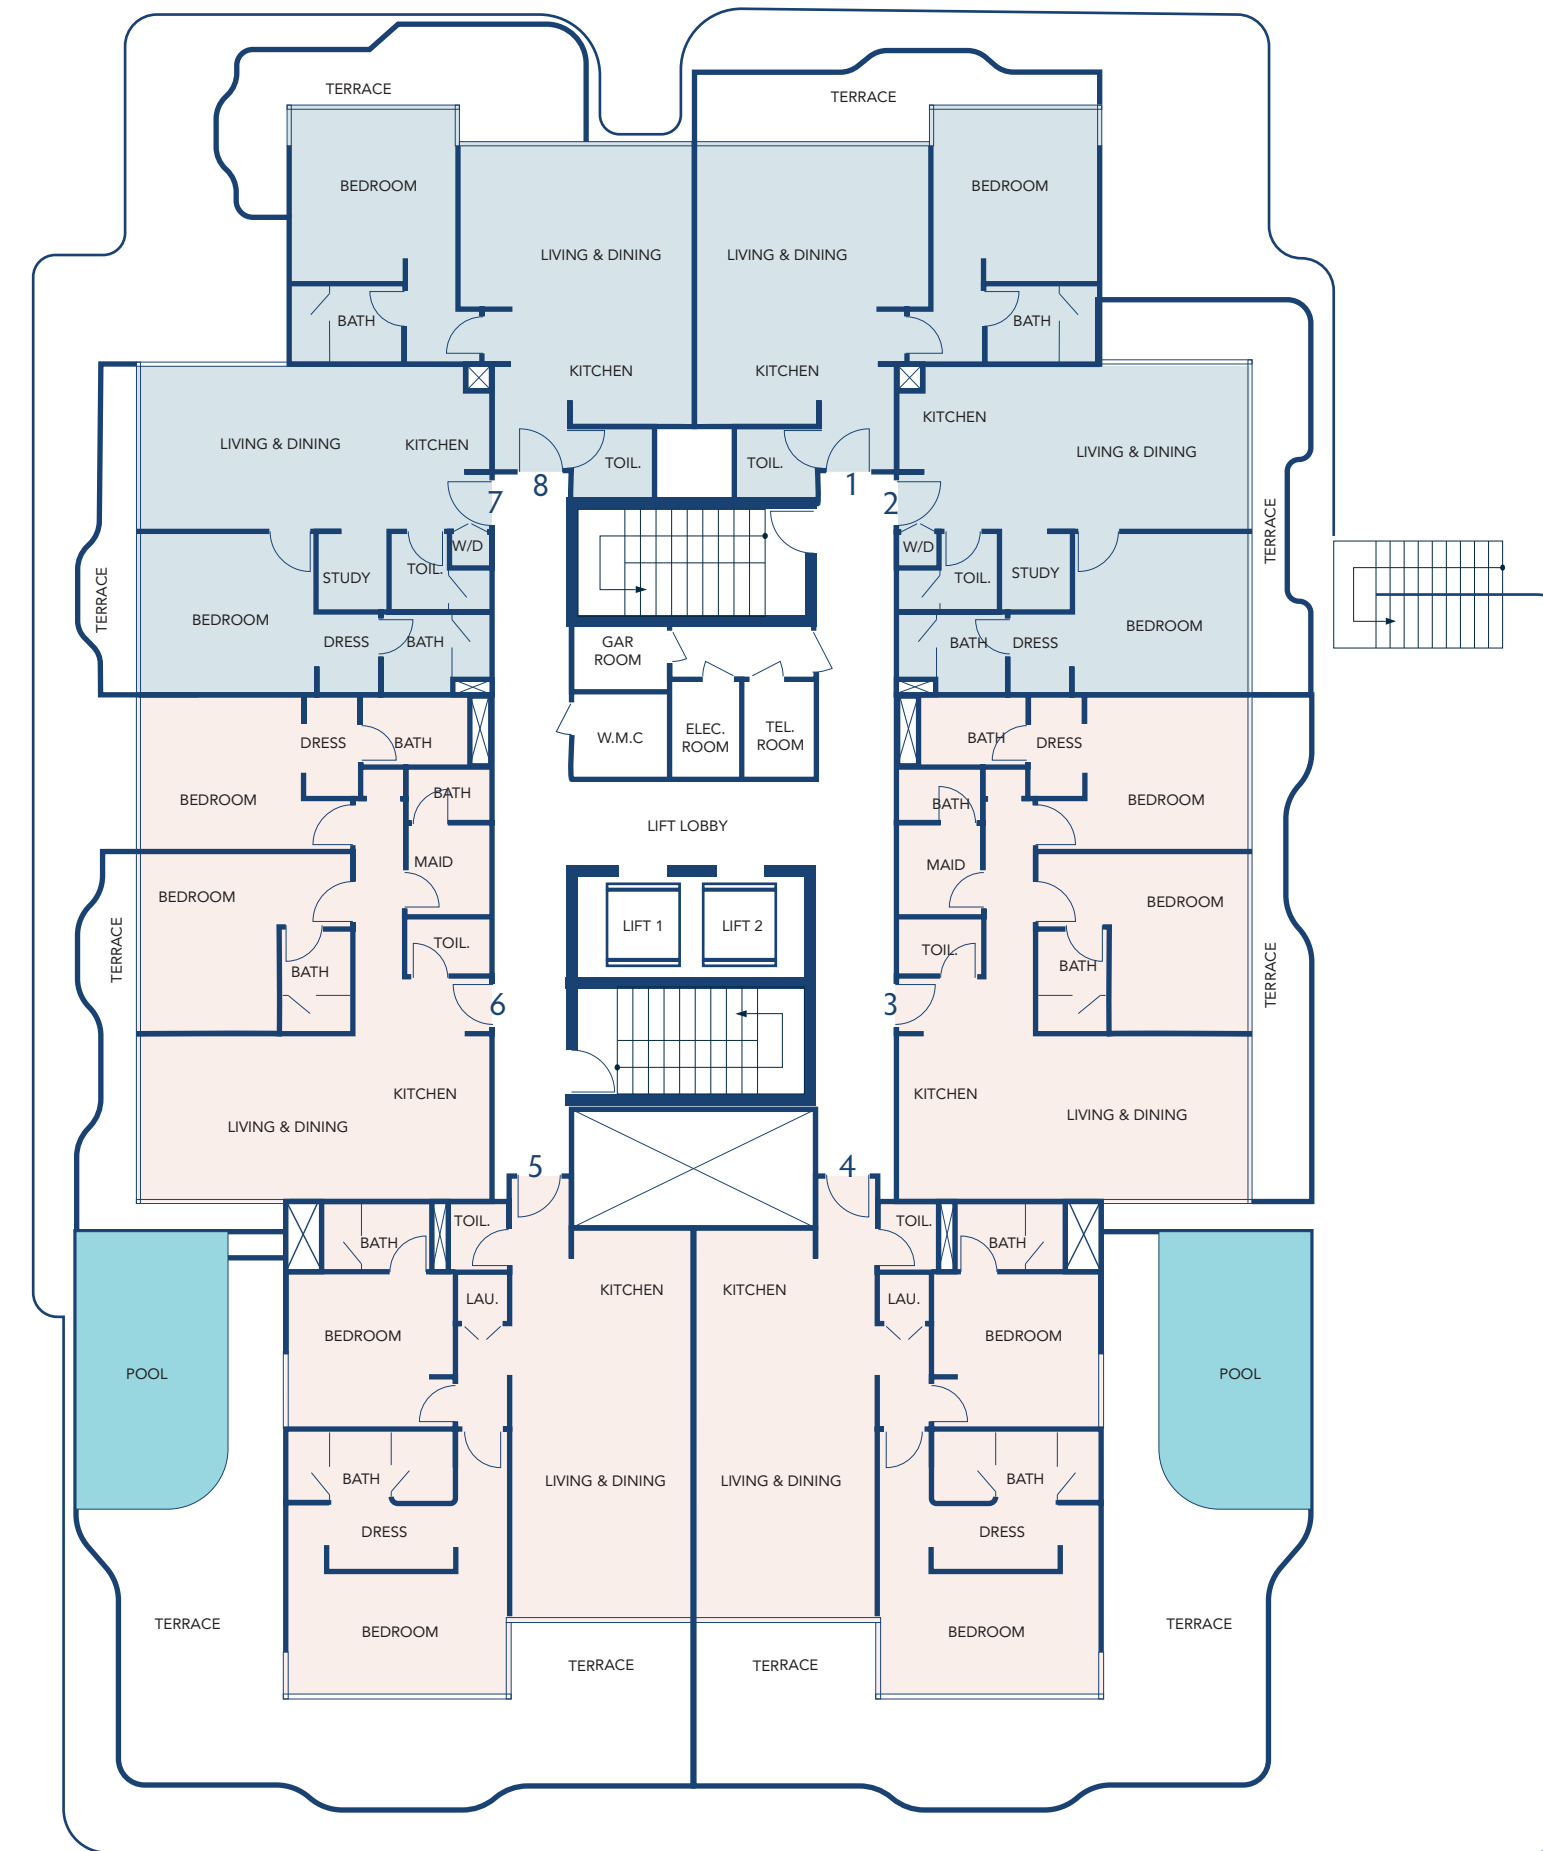 TERRACE
TERRACE
BEDROOM
BEDROOM
LIVING & DINING
LIVING & DINING
BATH
BATH
KITCHEN
KITCHEN
KITCHEN
LIVING & DINING
KITCHEN
LIVING & DINING
TOIL.
TOIL.
8
1
7
2
TERRACE
W/D
W/D
TOIL.
STUDY
TOIL.
STUDY
TERRACE
BEDROOM
BEDROOM
DRESS
BATH
BATH
DRESS
GAR
ROOM
W.M.C
ELEC.
ROOM
TEL.
ROOM
DRESS
BATH
BATH
DRESS
BEDROOM
BATH
BATH
BEDROOM
LIFT LOBBY
MAID
MAID
BEDROOM
BEDROOM
LIFT 1
LIFT 2
TERRACE
TOIL.
TOIL.
BATH
BATH
TERRACE
6
3
KITCHEN
KITCHEN
LIVING & DINING
LIVING & DINING
5
4
TOIL.
TOIL.
BATH
BATH
KITCHEN
KITCHEN
LAU.
LAU.
BEDROOM
BEDROOM
POOL
POOL
BATH
LIVING & DINING
LIVING & DINING
BATH
DRESS
DRESS
TERRACE
TERRACE
BEDROOM
BEDROOM
TERRACE
TERRACE